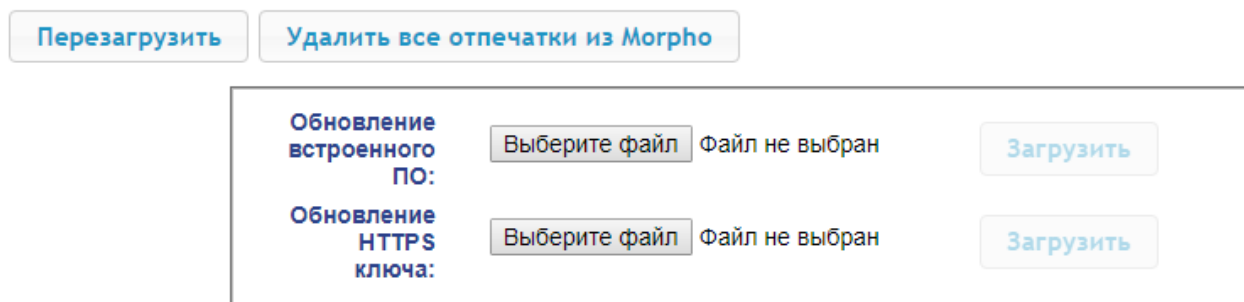 Перезагрузить Удалить все отпечатки из Morpho
Обновление
встроенного
ПО:
Выберите файл Файл не выбран Загрузить
Обновление
HTTPS
ключа:
Выберите файл Файл не выбран Загрузить